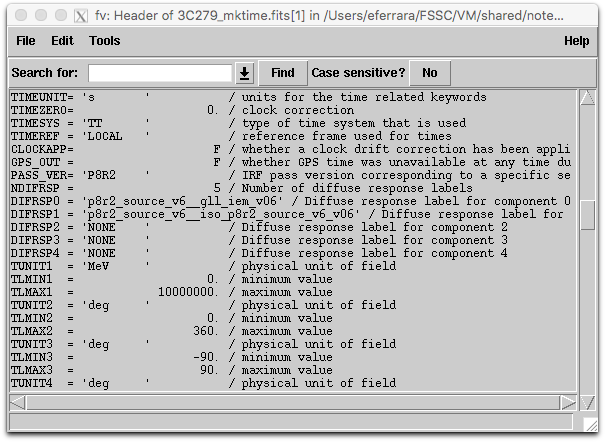 fv: Header of 3C279_mktime.fits[1] in /Users/eferrara/FSSC/VM/shared/note...
File Edit Tools Help
Search for: Find Case sensitive? No
TIMEUNIT= 's       ' / units for the time related keywords
TIMEZERO= 0. / clock correction
TIMESYS = 'TT      ' / type of time system that is used
TIMEREF = 'LOCAL   ' / reference frame used for times
CLOCKAPP= F / whether a clock drift correction has been appli
GPS_OUT = F / whether GPS time was unavailable at any time du
PASS_VER= 'P8R2    ' / IRF pass version corresponding to a specific se
NDIFRSP = 5 / Number of diffuse response labels
DIFRSP0 = 'p8r2_source_v6__gll_iem_v06' / Diffuse response label for component 0
DIFRSP1 = 'p8r2_source_v6__iso_p8r2_source_v6_v06' / Diffuse response label for
DIFRSP2 = 'NONE    ' / Diffuse response label for component 2
DIFRSP3 = 'NONE    ' / Diffuse response label for component 3
DIFRSP4 = 'NONE    ' / Diffuse response label for component 4
TUNIT1 = 'MeV     ' / physical unit of field
TLMIN1 = 0. / minimum value
TLMAX1 = 10000000. / maximum value
TUNIT2 = 'deg     ' / physical unit of field
TLMIN2 = 0. / minimum value
TLMAX2 = 360. / maximum value
TUNIT3 = 'deg     ' / physical unit of field
TLMIN3 = -90. / minimum value
TLMAX3 = 90. / maximum value
TUNIT4 = 'deg     ' / physical unit of field